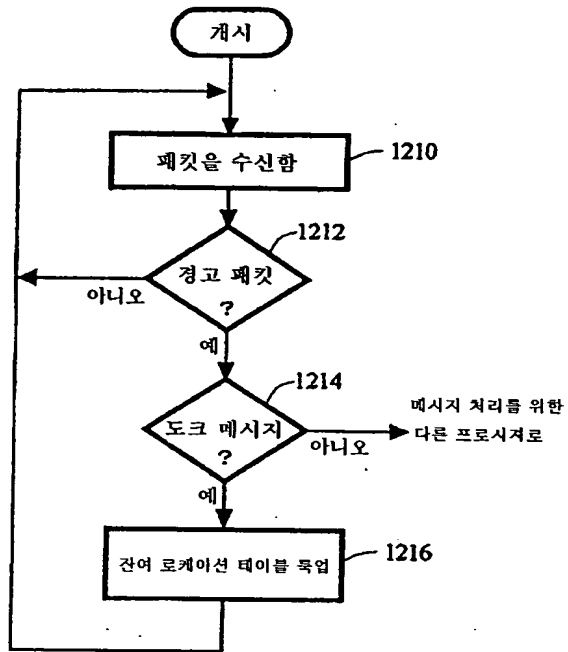 개시
패킷을 수신함
1210
1212
경고 패킷
?
아니오
예
1214
도크 메시지
?
아니오
메시지 처리를 위한
다른 프로시져로
예
잔여 로케이션 테이블 룩업
1216